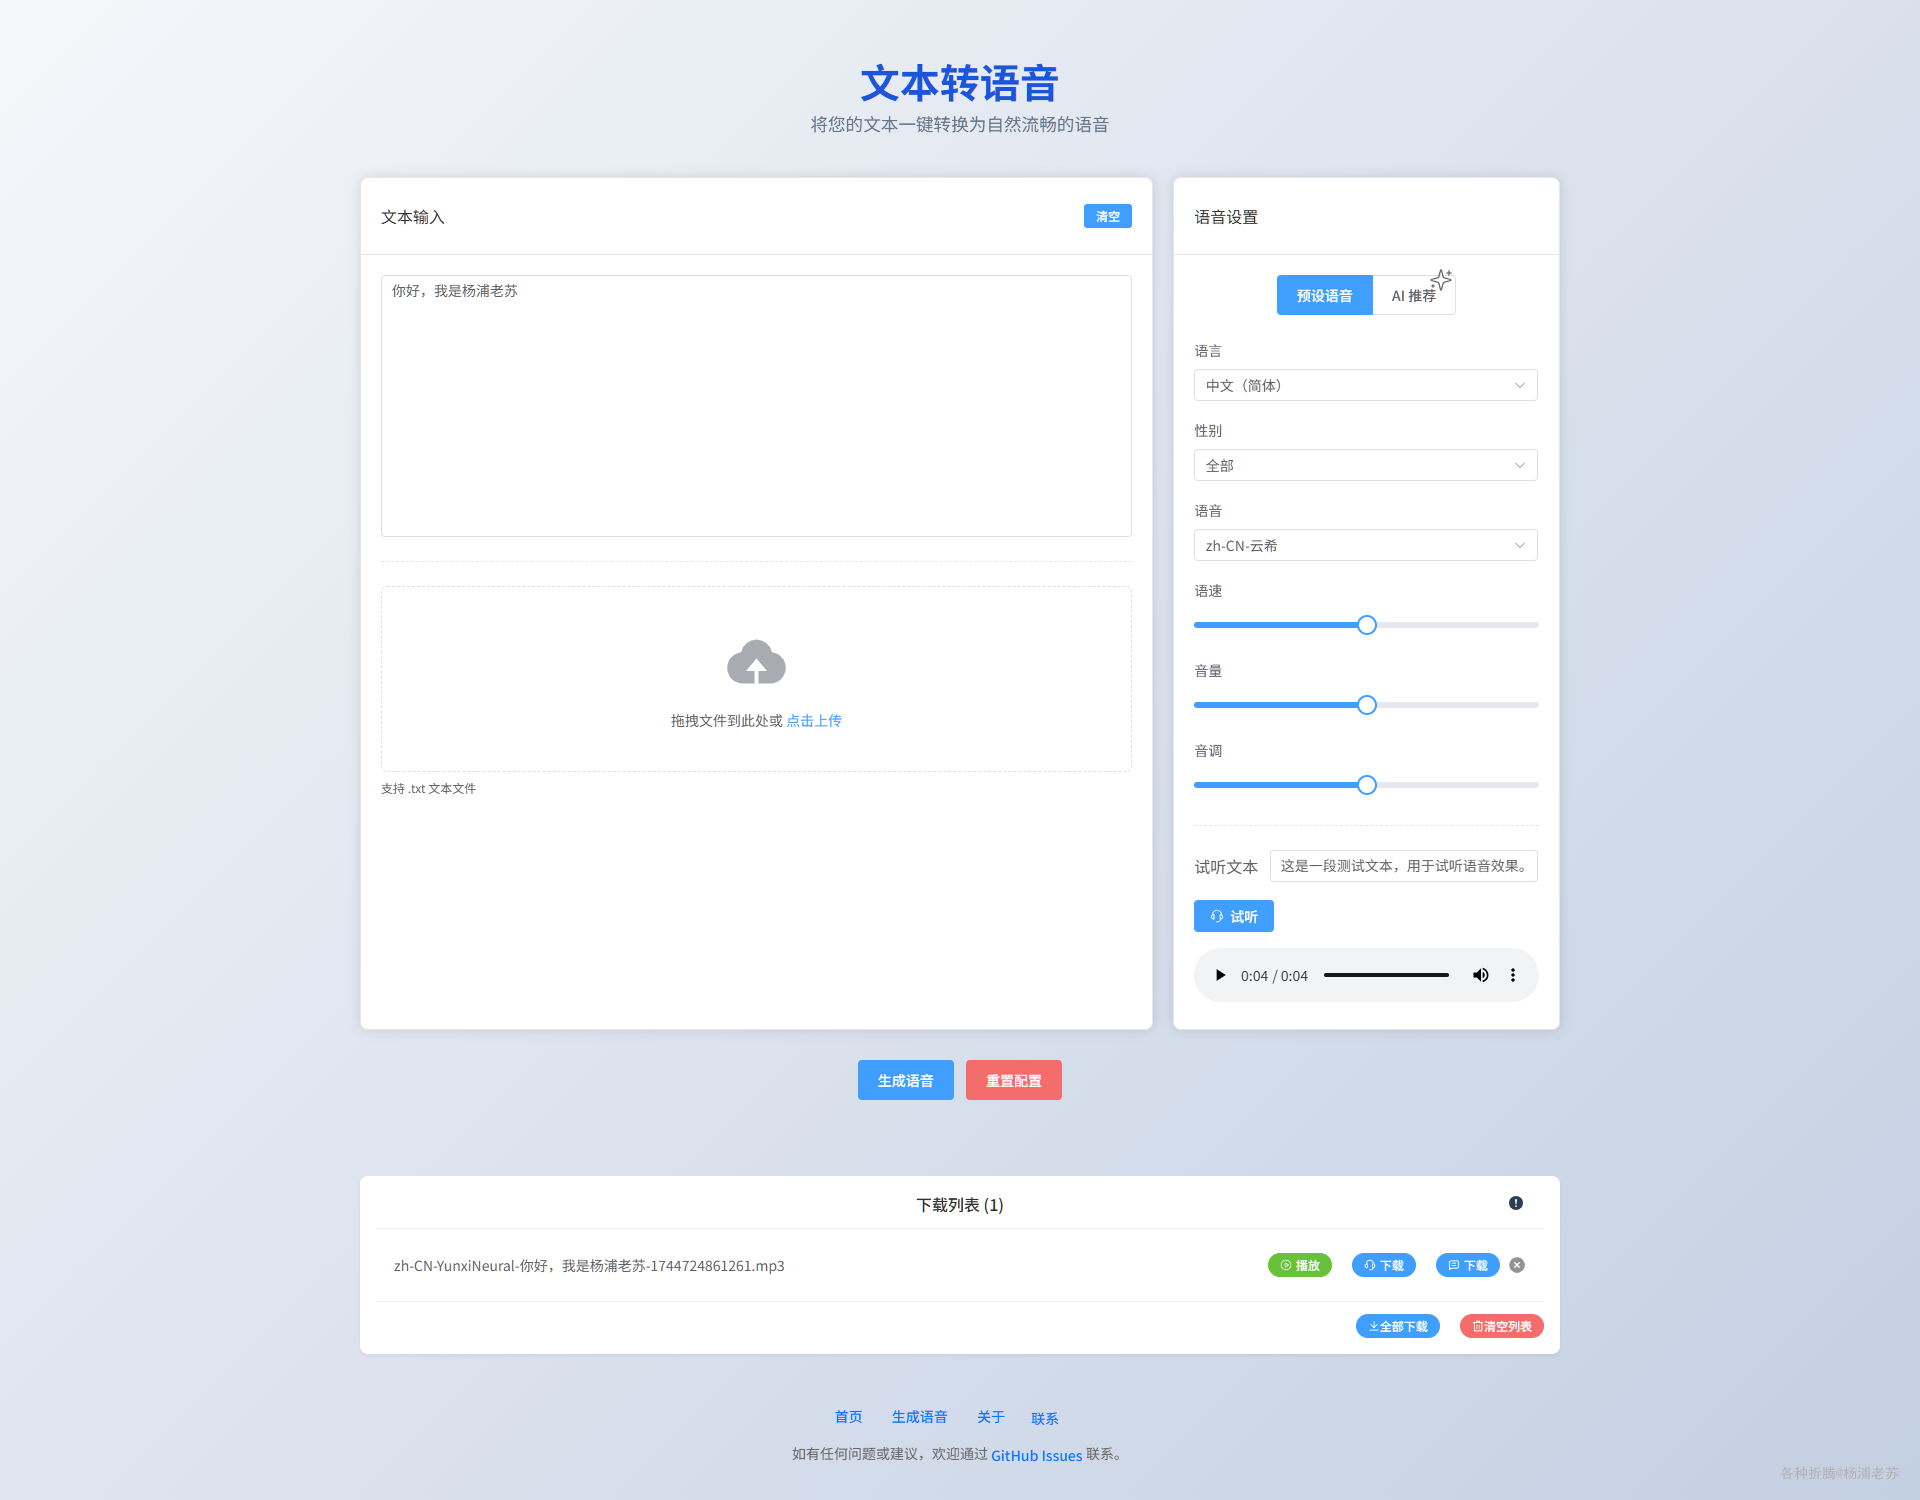 文本转语音
将您的文本一键转换为自然流畅的语音
文本输入
清空
你好，我是杨浦老苏
拖拽文件到此处或 点击上传
支持 .txt 文本文件
语音设置
预设语音
AI 推荐
语言
中文（简体）
性别
全部
语音
zh-CN-云希
语速
音量
音调
试听文本
这是一段测试文本，用于试听语音效果。
试听
0:04 / 0:04
生成语音
重置配置
下载列表 (1)
zh-CN-YunxiNeural-你好，我是杨浦老苏-1744724861261.mp3
播放
下载
下载
全部下载
清空列表
首页
生成语音
关于
联系
如有任何问题或建议，欢迎通过 GitHub Issues 联系。
各种折腾@杨浦老苏